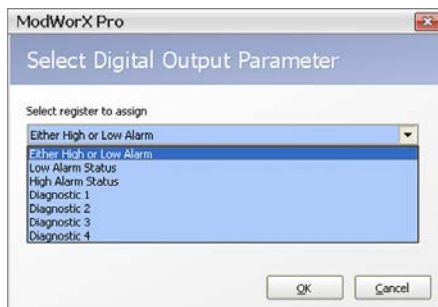 ModWorX Pro
Select Digital Output Parameter
Select register to assign
Either High or Low Alarm
Either High or Low Alarm
Low Alarm Status
High Alarm Status
Diagnostic 1
Diagnostic 2
Diagnostic 3
Diagnostic 4
OK Cancel